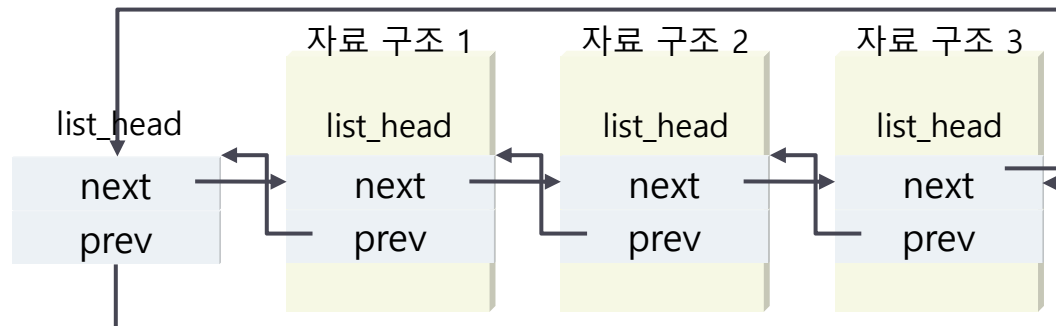 자료 구조 1 자료 구조 2 자료 구조 3
list_head list_head list_head list_head
next next next next
prev prev prev prev